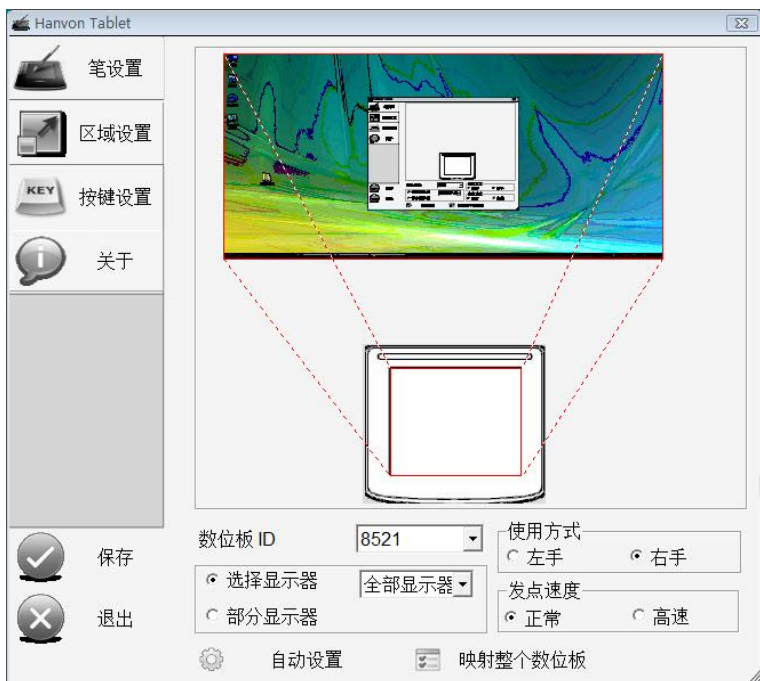 Hanvon Tablet
笔设置
区域设置
KEY
按键设置
关于
保存
退出
数位板 ID
8521
使用方式
左手
右手
选择显示器
全部显示器
部分显示器
发点速度
正常
高速
自动设置
映射整个数位板